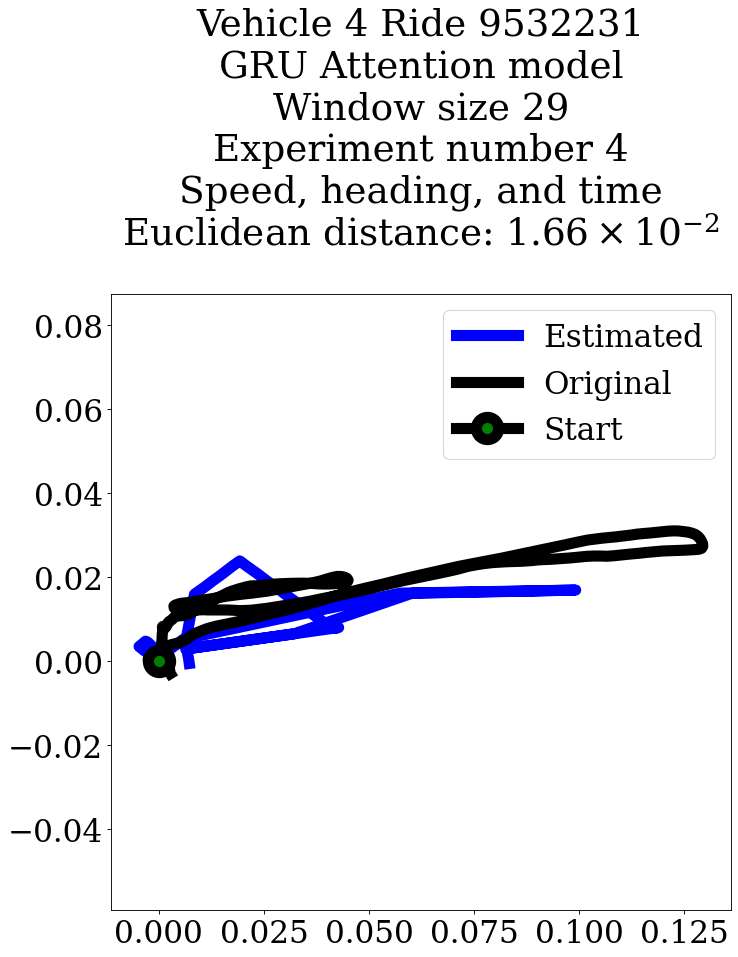 Vehicle 4 Ride 9532231
GRU Attention model
Window size 29
Experiment number 4
Speed, heading, and time
Euclidean distance: 1.66 × 10⁻²
Estimated
Original
Start
0.08
0.06
0.04
0.02
0.00
−0.02
−0.04
0.000 0.025 0.050 0.075 0.100 0.125